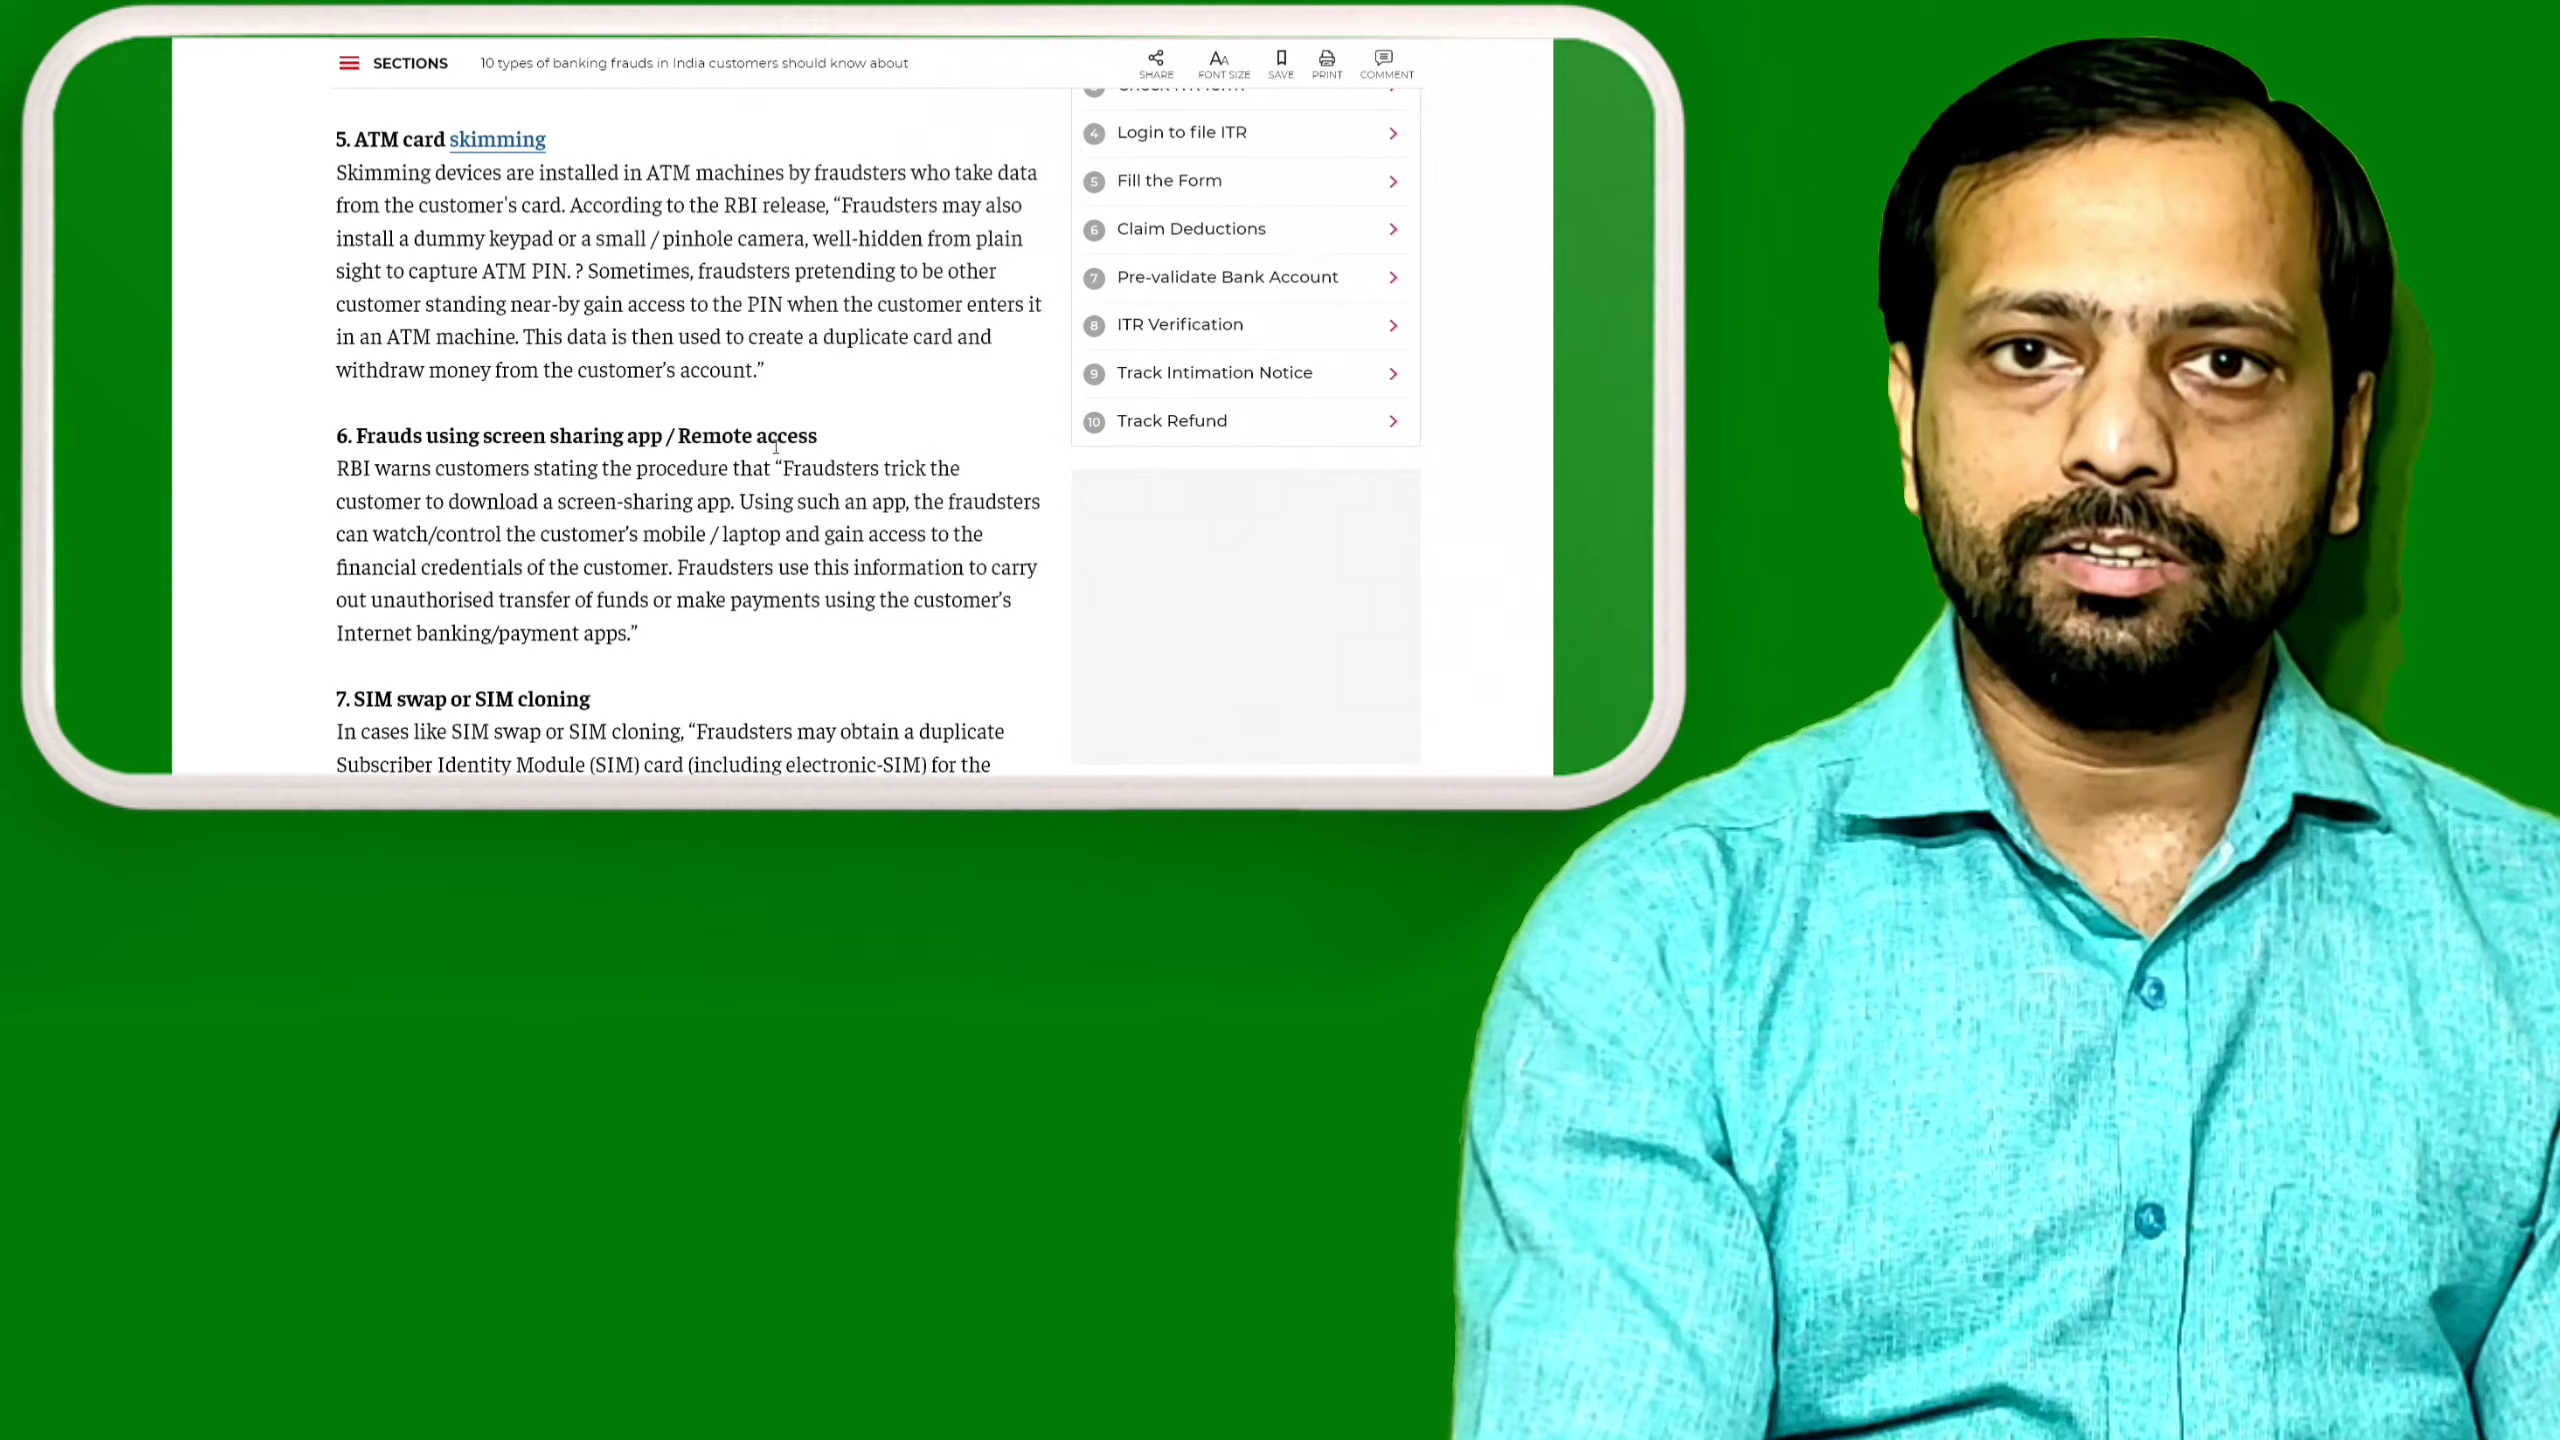 SECTIONS
10 types of banking frauds in India customers should know about
SHARE
FONT SIZE
SAVE
PRINT
COMMENT
5. ATM card skimming
Skimming devices are installed in ATM machines by fraudsters who take data
from the customer's card. According to the RBI release, “Fraudsters may also
install a dummy keypad or a small / pinhole camera, well-hidden from plain
sight to capture ATM PIN. ? Sometimes, fraudsters pretending to be other
customer standing near-by gain access to the PIN when the customer enters it
in an ATM machine. This data is then used to create a duplicate card and
withdraw money from the customer’s account.”
6. Frauds using screen sharing app / Remote access
RBI warns customers stating the procedure that “Fraudsters trick the
customer to download a screen-sharing app. Using such an app, the fraudsters
can watch/control the customer’s mobile / laptop and gain access to the
financial credentials of the customer. Fraudsters use this information to carry
out unauthorised transfer of funds or make payments using the customer’s
Internet banking/payment apps.”
7. SIM swap or SIM cloning
In cases like SIM swap or SIM cloning, “Fraudsters may obtain a duplicate
Subscriber Identity Module (SIM) card (including electronic-SIM) for the
4 Login to file ITR
5 Fill the Form
6 Claim Deductions
7 Pre-validate Bank Account
8 ITR Verification
9 Track Intimation Notice
10 Track Refund